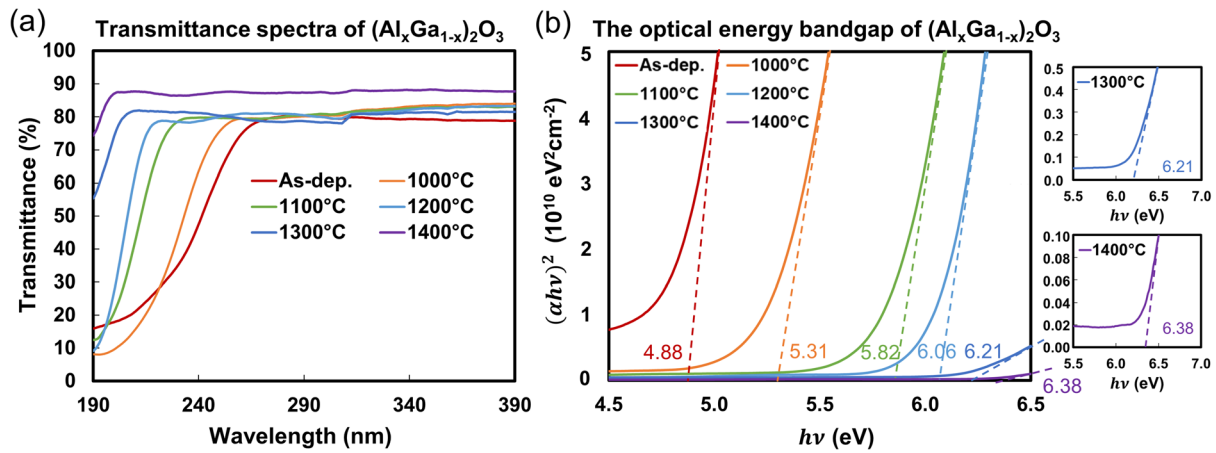 (a)
Transmittance spectra of (AlxGa1-x)2O3
Transmittance (%)
100
90
80
70
60
50
40
30
20
10
0
As-dep.
1000°C
1100°C
1200°C
1300°C
1400°C
190
240
290
340
390
Wavelength (nm)
(b)
The optical energy bandgap of (AlxGa1-x)2O3
(αhν)² (10¹⁰ eV²cm-²)
5
4
3
2
1
0
As-dep.
1000°C
1100°C
1200°C
1300°C
1400°C
4.88
5.31
5.82
6.06
6.21
6.38
4.5
5.0
5.5
6.0
6.5
hν (eV)
0.5
0.4
0.3
0.2
0.1
0.0
1300°C
6.21
5.5
6.0
6.5
7.0
hν (eV)
0.10
0.08
0.06
0.04
0.02
0.00
1400°C
6.38
5.5
6.0
6.5
7.0
hν (eV)